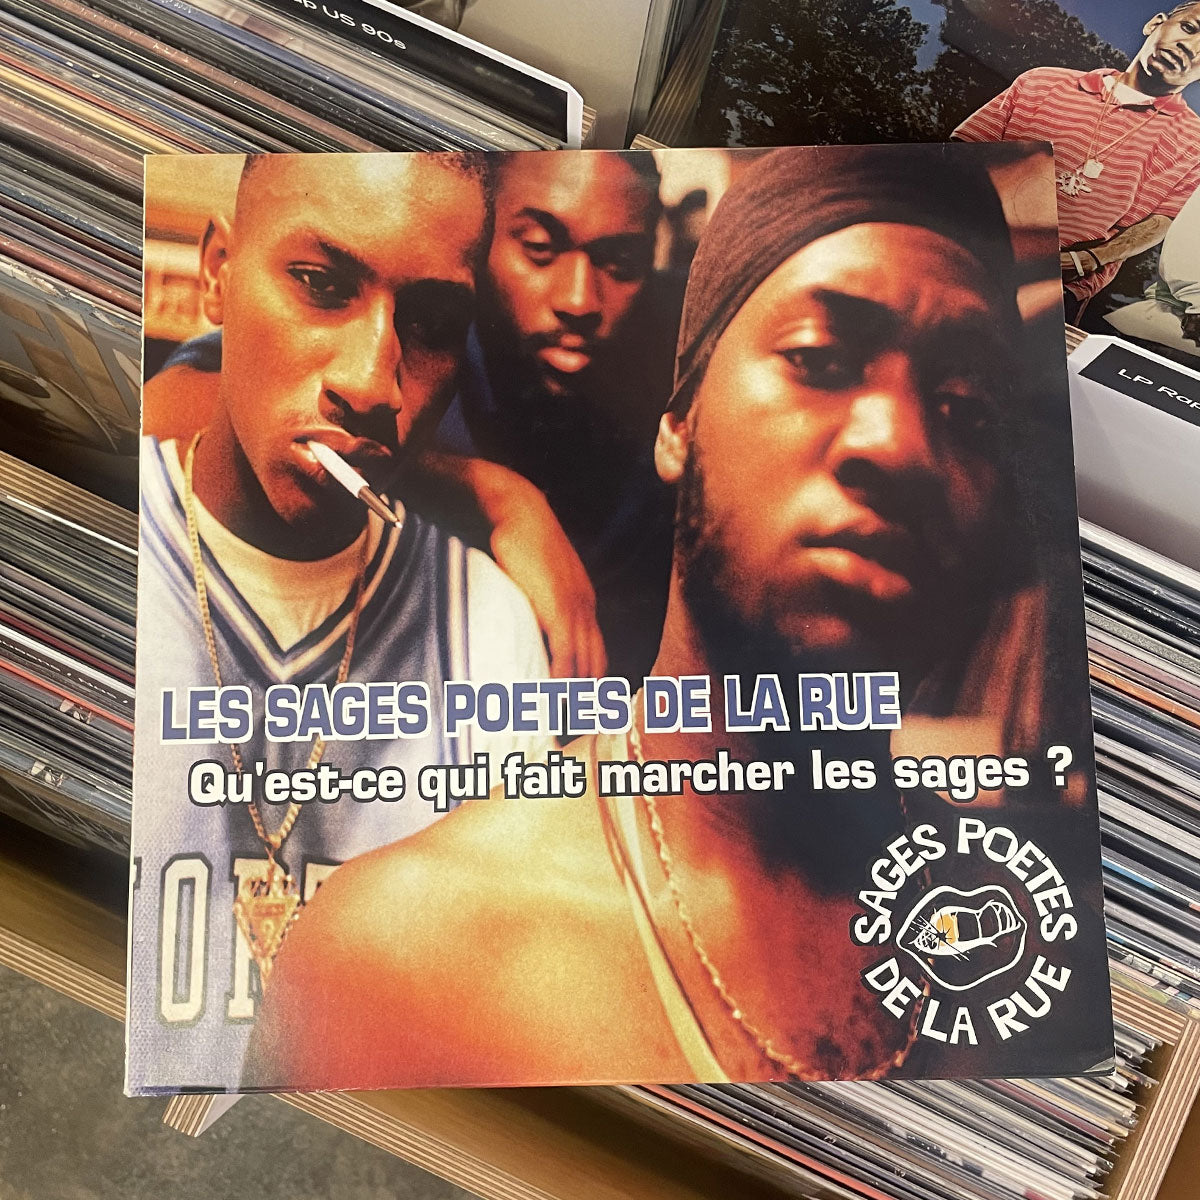 Rap US 90s
LP Rap
LES SAGES POETES DE LA RUE
Qu'est-ce qui fait marcher les sages ?
SAGES POETES
DE LA RUE